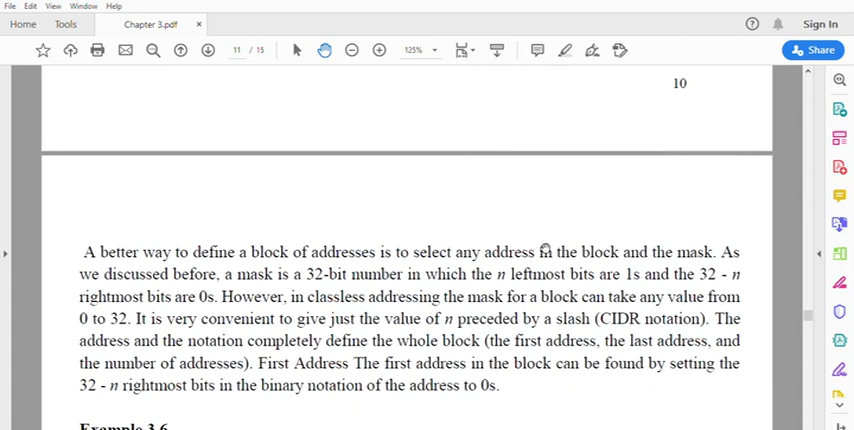 File Edit View Window Help
Home Tools Chapter 3.pdf × Sign In
11 / 15 125% Share
10
A better way to define a block of addresses is to select any address in the block and the mask. As
we discussed before, a mask is a 32-bit number in which the n leftmost bits are 1s and the 32 - n
rightmost bits are 0s. However, in classless addressing the mask for a block can take any value from
0 to 32. It is very convenient to give just the value of n preceded by a slash (CIDR notation). The
address and the notation completely define the whole block (the first address, the last address, and
the number of addresses). First Address The first address in the block can be found by setting the
32 - n rightmost bits in the binary notation of the address to 0s.
Example 3.6